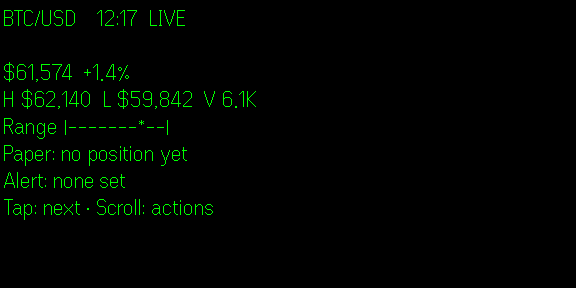 BTC/USD 12:17 LIVE
$61,574 +1.4%
H $62,140 L $59,842 V 6.1K
Range |-------*--|
Paper: no position yet
Alert: none set
Tap: next · Scroll: actions